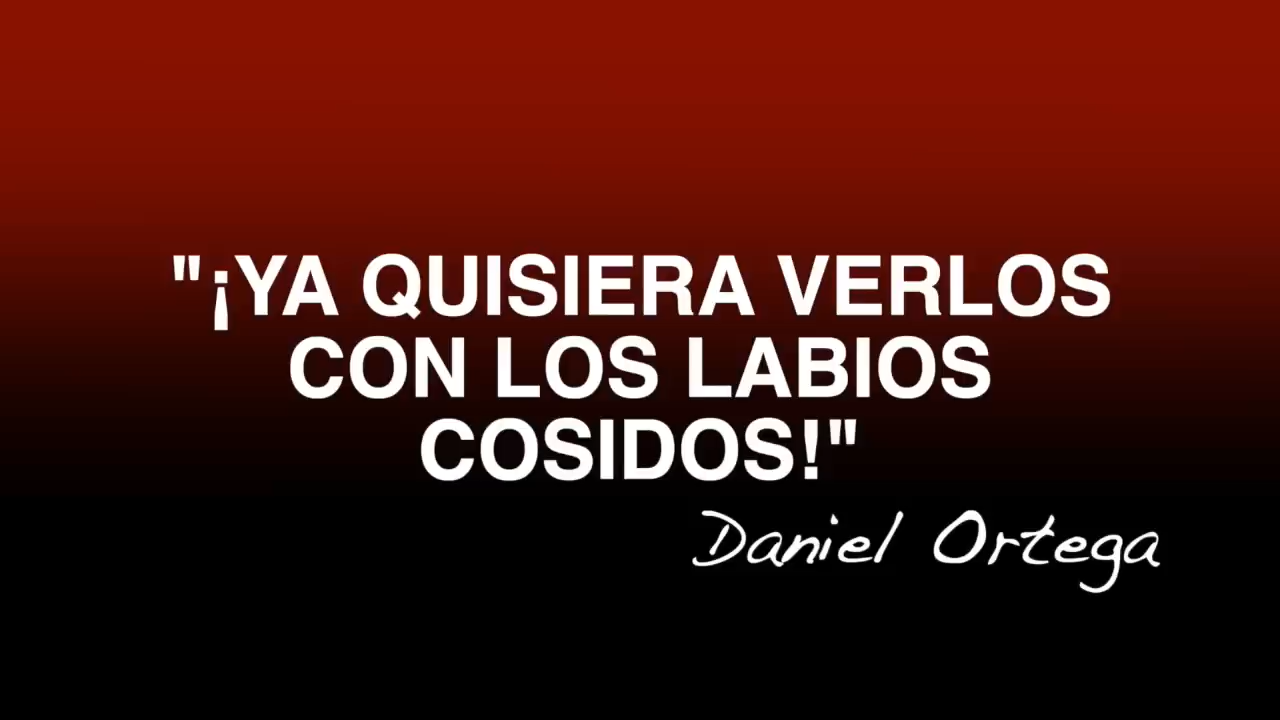 "¡YA QUISIERA VERLOS
CON LOS LABIOS
COSIDOS!"
Daniel Ortega